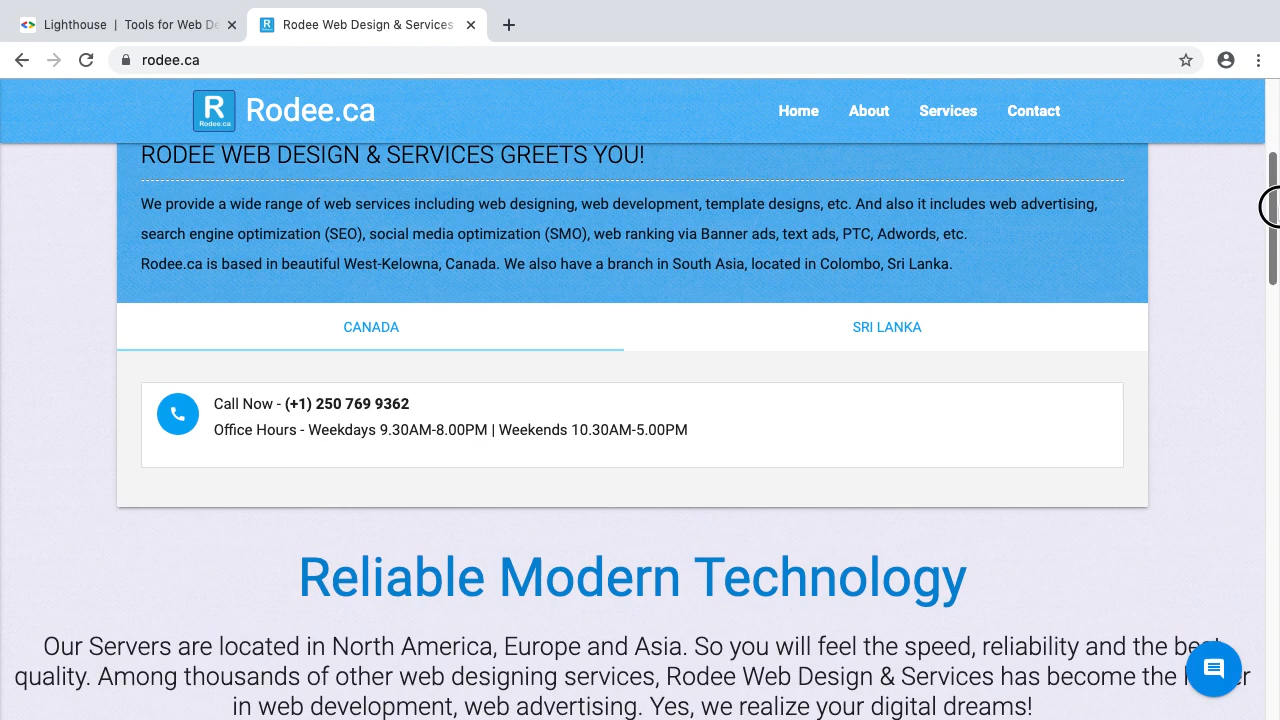 Lighthouse | Tools for Web De
Rodee Web Design & Services
rodee.ca
R
Rodee.ca
Rodee.ca
Home
About
Services
Contact
RODEE WEB DESIGN & SERVICES GREETS YOU!
We provide a wide range of web services including web designing, web development, template designs, etc. And also it includes web advertising,
search engine optimization (SEO), social media optimization (SMO), web ranking via Banner ads, text ads, PTC, Adwords, etc.
Rodee.ca is based in beautiful West-Kelowna, Canada. We also have a branch in South Asia, located in Colombo, Sri Lanka.
CANADA
SRI LANKA
Call Now - (+1) 250 769 9362
Office Hours - Weekdays 9.30AM-8.00PM | Weekends 10.30AM-5.00PM
Reliable Modern Technology
Our Servers are located in North America, Europe and Asia. So you will feel the speed, reliability and the best
quality. Among thousands of other web designing services, Rodee Web Design & Services has become the
in web development, web advertising. Yes, we realize your digital dreams!